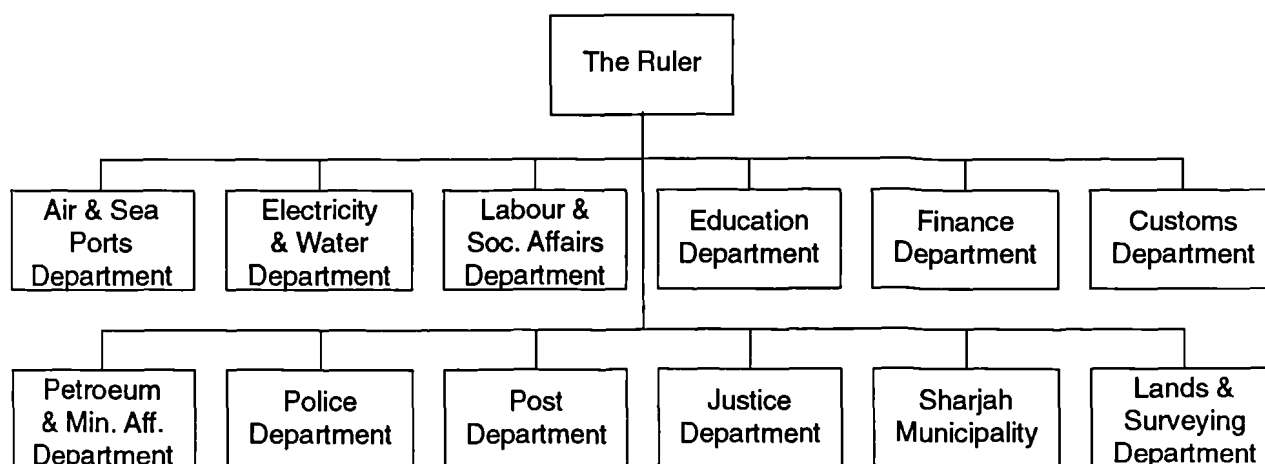 The Ruler
Air & Sea
Ports
Department
Electricity
& Water
Department
Labour &
Soc. Affairs
Department
Education
Department
Finance
Department
Customs
Department
Petroeum
& Min. Aff.
Department
Police
Department
Post
Department
Justice
Department
Sharjah
Municipality
Lands &
Surveying
Department